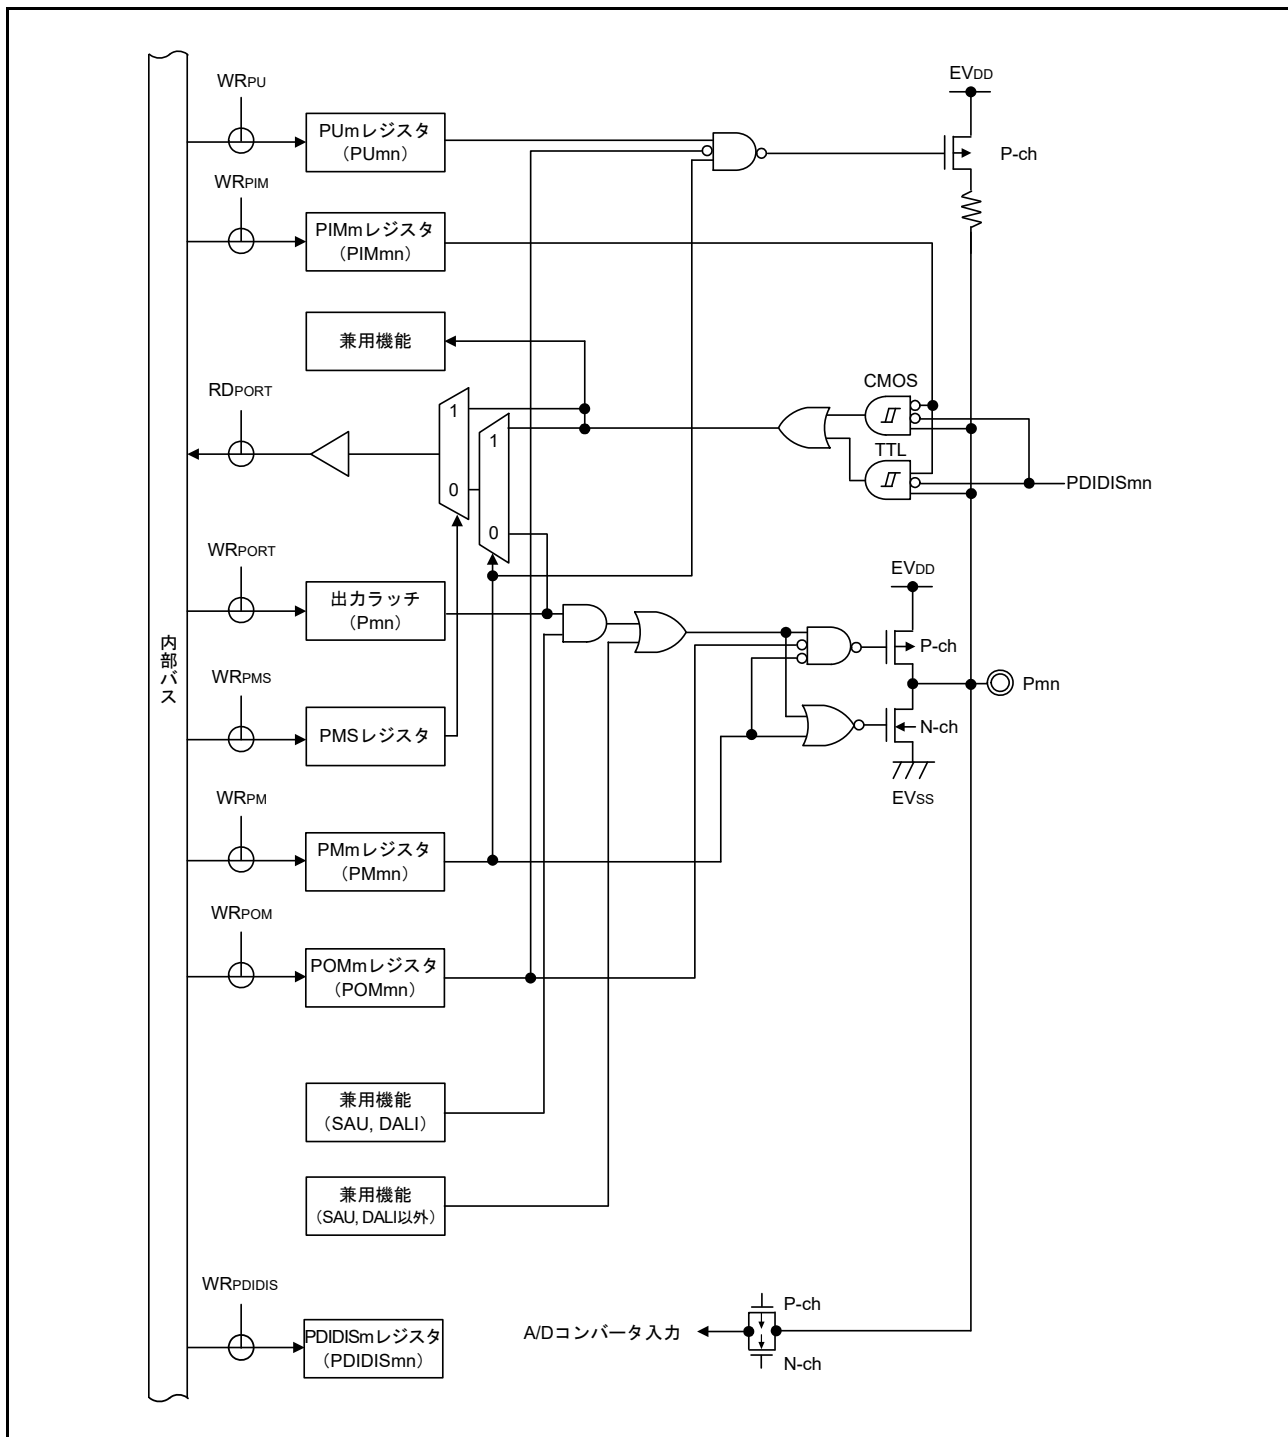 WRPU
PUmレジスタ
（PUmn）
EVDD
P-ch
WRPIM
PIMmレジスタ
（PIMmn）
兼用機能
RDPORT
1
0
1
0
CMOS
TTL
PDIDISmn
WRPORT
出力ラッチ
（Pmn）
EVDD
P-ch
Pmn
N-ch
EVSS
内部バス
WRPMS
PMSレジスタ
WRPM
PMmレジスタ
（PMmn）
WRPOM
POMmレジスタ
（POMmn）
兼用機能
（SAU, DALI）
兼用機能
（SAU, DALI以外）
WRPDIDIS
PDIDISmレジスタ
（PDIDISmn）
A/Dコンバータ入力
P-ch
N-ch